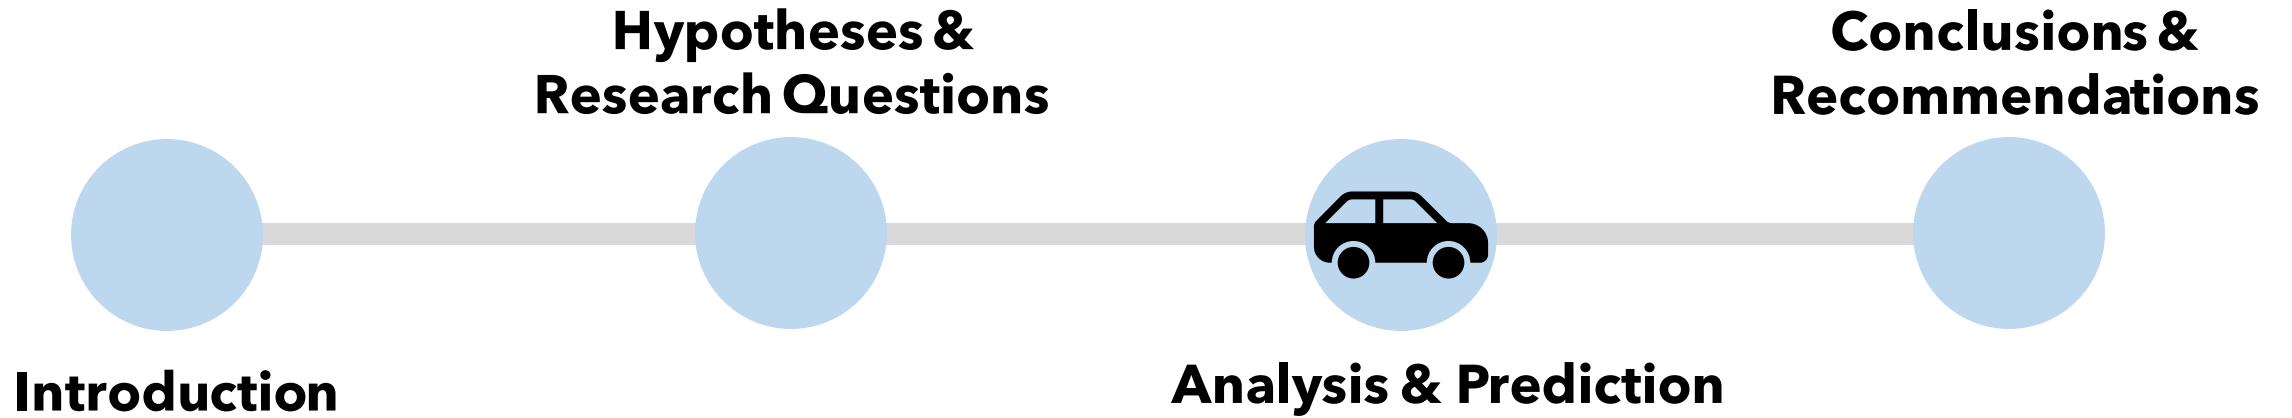 Introduction
Hypotheses &
Research Questions
Analysis & Prediction
Conclusions &
Recommendations